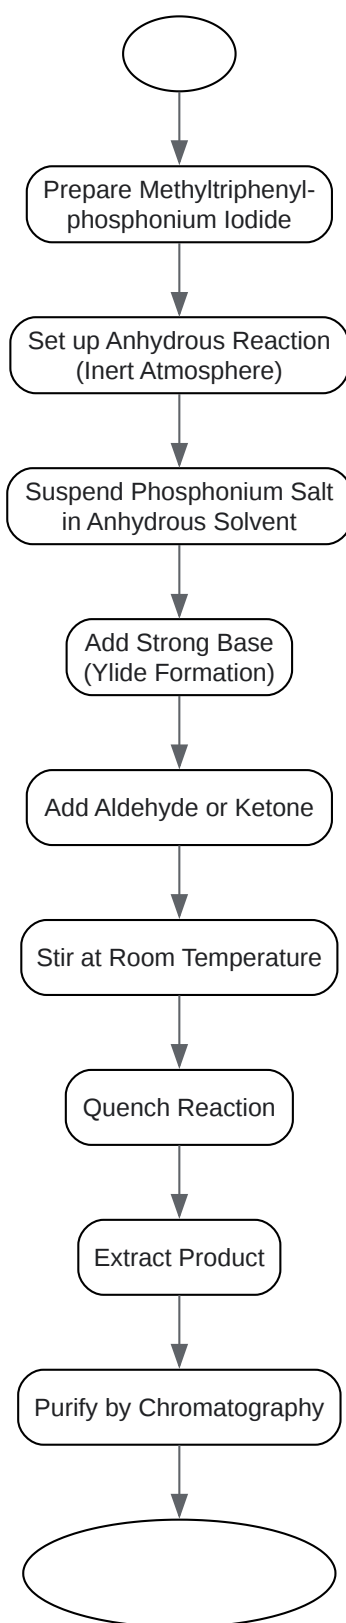 Prepare Methyltriphenyl-
phosphonium Iodide
Set up Anhydrous Reaction
(Inert Atmosphere)
Suspend Phosphonium Salt
in Anhydrous Solvent
Add Strong Base
(Ylide Formation)
Add Aldehyde or Ketone
Stir at Room Temperature
Quench Reaction
Extract Product
Purify by Chromatography